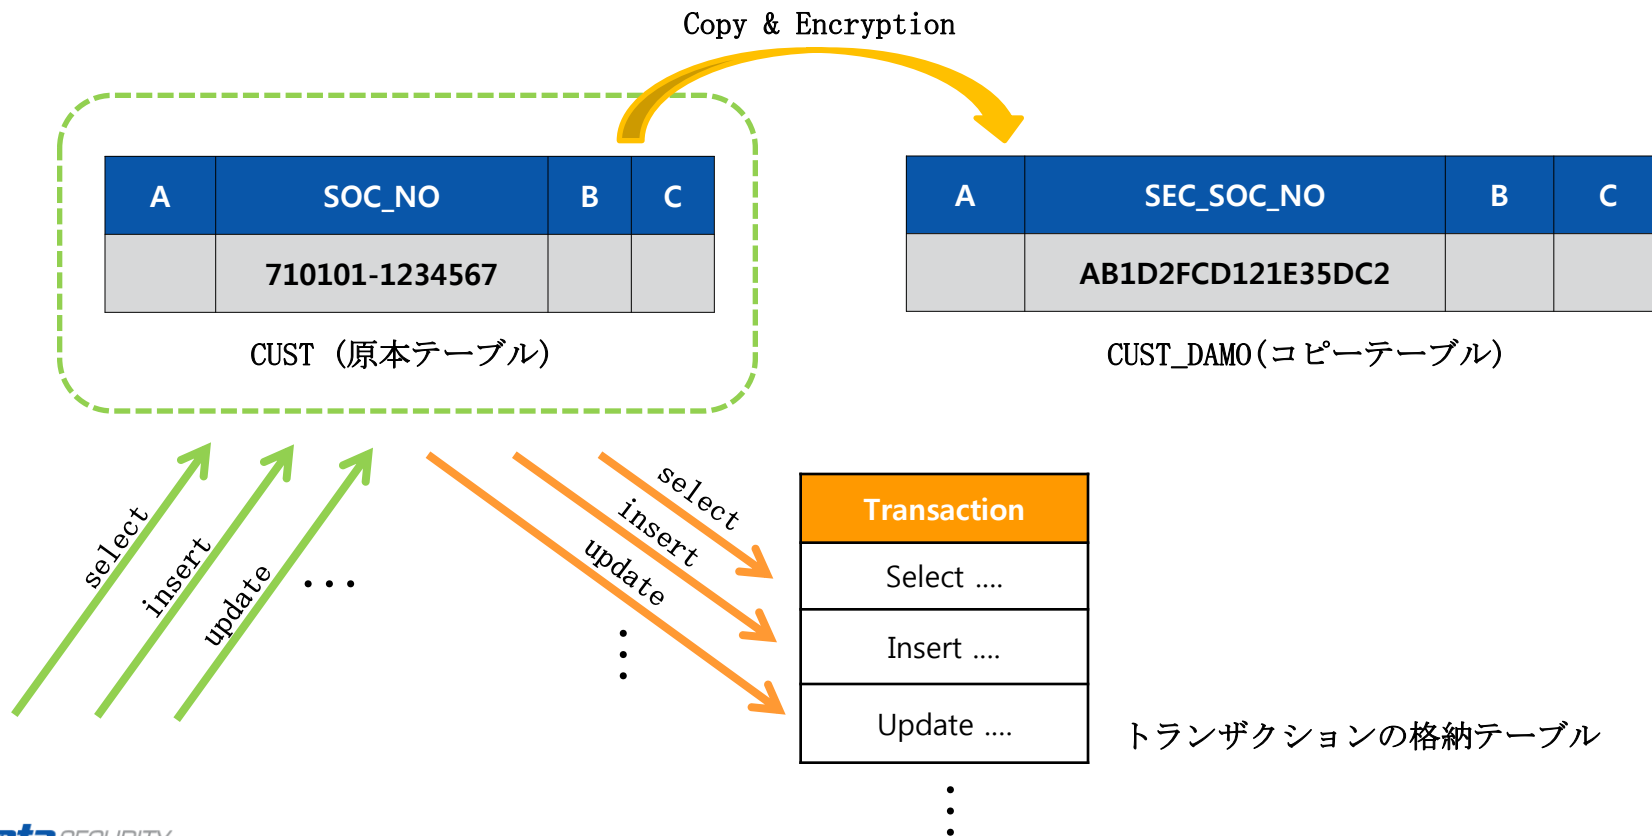 Copy & Encryption
A SOC_NO B C
710101-1234567
CUST (原本テーブル)
A SEC_SOC_NO B C
AB1D2FCD121E35DC2
CUST_DAMO(コピーテーブル)
select
insert
update
...
select
insert
update
Transaction
Select ....
Insert ....
Update ....
トランザクションの格納テーブル